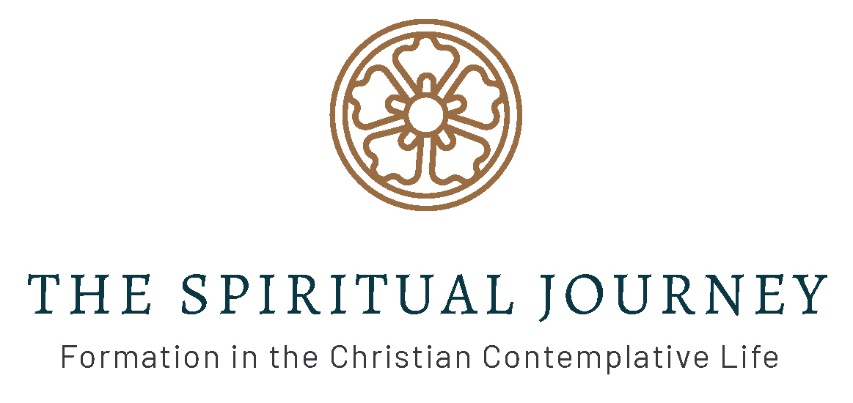 THE SPIRITUAL JOURNEY
Formation in the Christian Contemplative Life